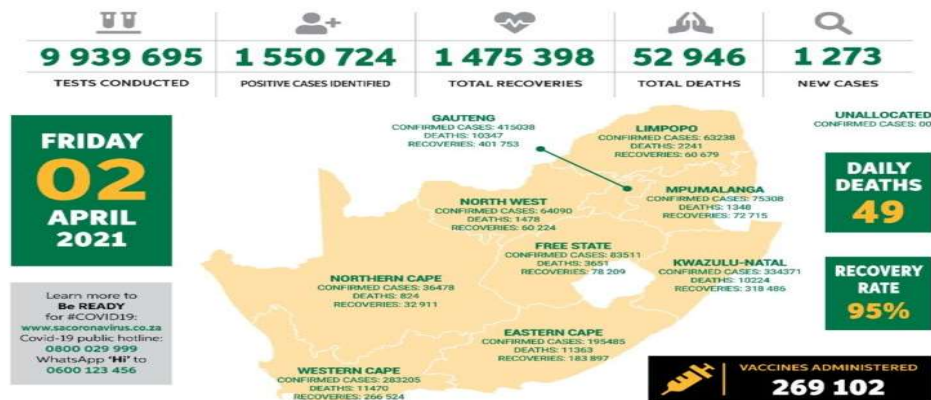 9 939 695
TESTS CONDUCTED
1 550 724
POSITIVE CASES IDENTIFIED
1 475 398
TOTAL RECOVERIES
52 946
TOTAL DEATHS
1 273
NEW CASES
FRIDAY
02
APRIL
2021
Learn more to
Be READY
for #COVID19:
www.sacoronavirus.co.za
Covid-19 public hotline:
0800 029 999
WhatsApp "Hi" to
0600 123 456
GAUTENG
CONFIRMED CASES: 415038
DEATHS: 10347
RECOVERIES: 401 753
LIMPOPO
CONFIRMED CASES: 63238
DEATHS: 2241
RECOVERIES: 60 679
MPUMALANGA
CONFIRMED CASES: 75308
DEATHS: 1348
RECOVERIES: 72 715
NORTH WEST
CONFIRMED CASES: 64090
DEATHS: 1478
RECOVERIES: 60 224
FREE STATE
CONFIRMED CASES: 83511
DEATHS: 3651
RECOVERIES: 78 209
KWAZULU-NATAL
CONFIRMED CASES: 334371
DEATHS: 10224
RECOVERIES: 318 486
NORTHERN CAPE
CONFIRMED CASES: 36478
DEATHS: 824
RECOVERIES: 32 911
EASTERN CAPE
CONFIRMED CASES: 195485
DEATHS: 11363
RECOVERIES: 183 897
WESTERN CAPE
CONFIRMED CASES: 283205
DEATHS: 11470
RECOVERIES: 266 524
UNALLOCATED
CONFIRMED CASES: 00
DAILY
DEATHS
49
RECOVERY
RATE
95%
VACCINES ADMINISTERED
269 102